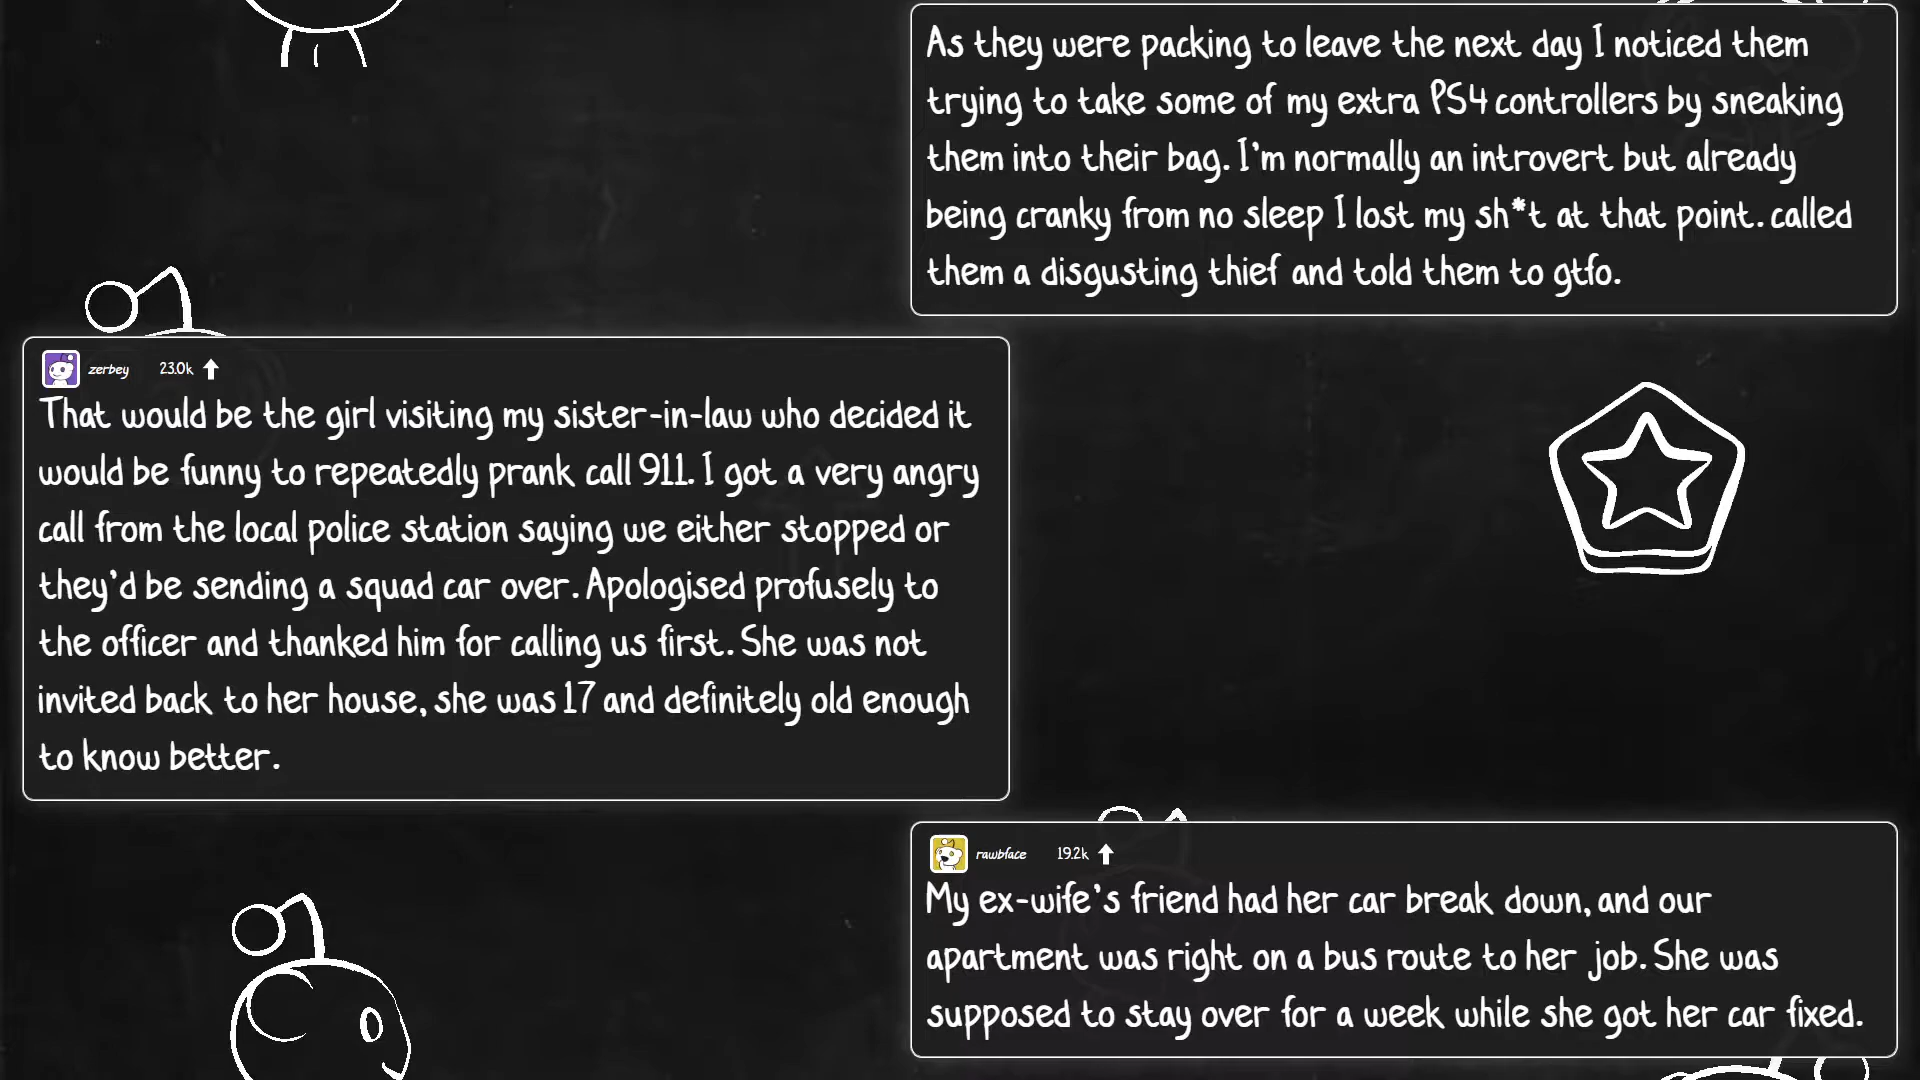 As they were packing to leave the next day I noticed them
trying to take some of my extra PS4 controllers by sneaking
them into their bag. I'm normally an introvert but already
being cranky from no sleep I lost my sh*t at that point. called
them a disgusting thief and told them to gtfo.
zerbey 23.0k
That would be the girl visiting my sister-in-law who decided it
would be funny to repeatedly prank call 911. I got a very angry
call from the local police station saying we either stopped or
they'd be sending a squad car over. Apologised profusely to
the officer and thanked him for calling us first. She was not
invited back to her house, she was 17 and definitely old enough
to know better.
rawbface 19.2k
My ex-wife's friend had her car break down, and our
apartment was right on a bus route to her job. She was
supposed to stay over for a week while she got her car fixed.